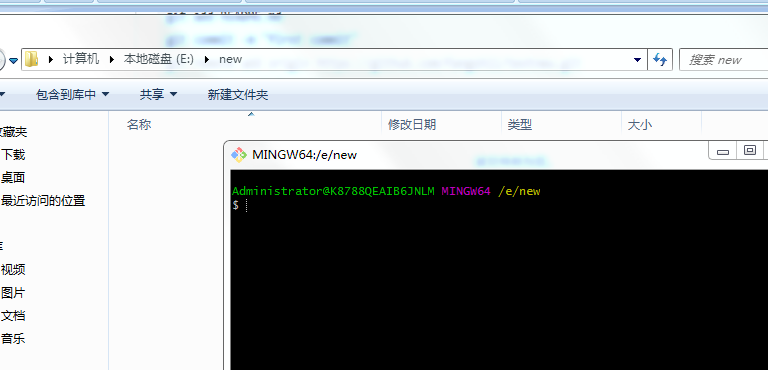 计算机 本地磁盘 (E:) new 搜索 new
包含到库中 共享 新建文件夹
名称 修改日期 类型 大小
藏夹
下载
桌面
最近访问的位置
库
视频
图片
文档
音乐
MINGW64:/e/new
Administrator@K8788QEAIB6JNLM MINGW64 /e/new
$